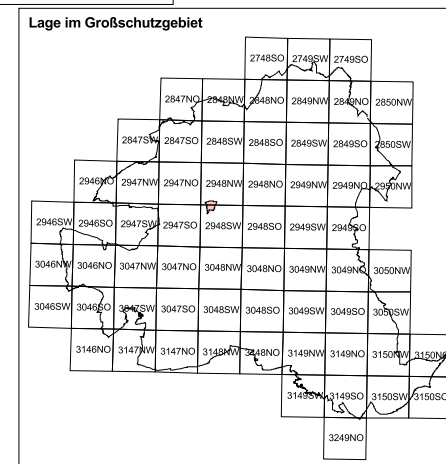 Lage im Großschutzgebiet
2748SO 2749SW 2749SO
2847NO 2848NW 2848NO 2849NW 2849NO 2850NW
2847SW 2847SO 2848SW 2848SO 2849SW 2849SO 2850SW
2946NO 2947NW 2947NO 2948NW 2948NO 2949NW 2949NO 2950NW
2946SW 2946SO 2947SW 2947SO 2948SW 2948SO 2949SW 2949SO
3046NW 3046NO 3047NW 3047NO 3048NW 3048NO 3049NW 3049NO 3050NW
3046SW 3046SO 3047SW 3047SO 3048SW 3048SO 3049SW 3049SO 3050SW
3146NO 3147NW 3147NO 3148NW 3148NO 3149NW 3149NO 3150NW 3150NO
3149SW 3149SO 3150SW 3150SO
3249NO